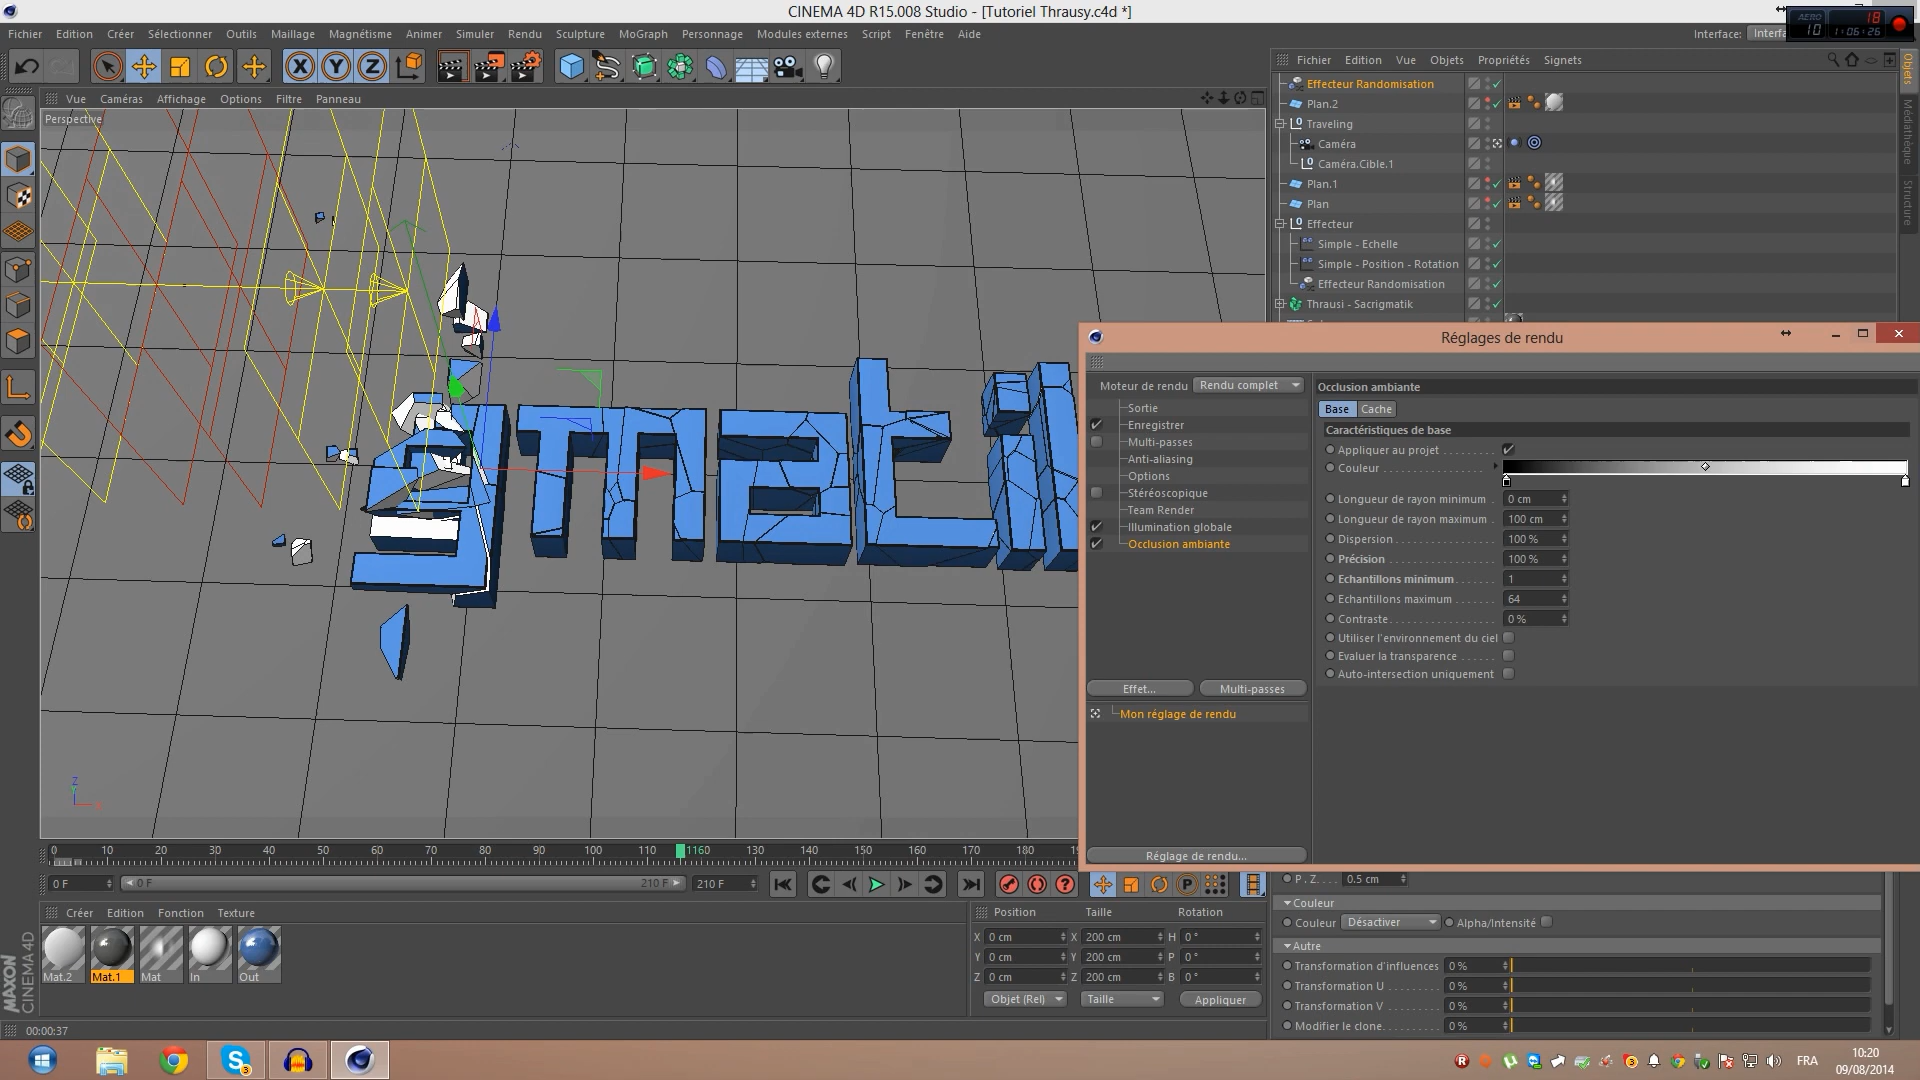 CINEMA 4D R15.008 Studio - [Tutoriel Thrausy.c4d *]
Fichier Edition Créer Sélectionner Outils Maillage Magnétisme Animer Simuler Rendu Sculpture MoGraph Personnage Modules externes Script Fenêtre Aide
Interface:
AERO 10 18 1:06:26
Vue Caméras Affichage Options Filtre Panneau
Perspective
Fichier Edition Vue Objets Propriétés Signets
Effecteur Randomisation
Plan.2
Traveling
Caméra
Caméra.Cible.1
Plan.1
Plan
Effecteur
Simple - Echelle
Simple - Position - Rotation
Effecteur Randomisation
Thrausi - Sacrigmatik
Objets
Médiathèque
Structure
Réglages de rendu
Moteur de rendu Rendu complet
Sortie
Enregistrer
Multi-passes
Anti-aliasing
Options
Stéréoscopique
Team Render
Illumination globale
Occlusion ambiante
Effet... Multi-passes
Mon réglage de rendu
Réglage de rendu...
Occlusion ambiante
Base Cache
Caractéristiques de base
Appliquer au projet
Couleur
Longueur de rayon minimum 0 cm
Longueur de rayon maximum 100 cm
Dispersion 100 %
Précision 100 %
Echantillons minimum 1
Echantillons maximum 64
Contraste 0 %
Utiliser l'environnement du ciel
Evaluer la transparence
Auto-intersection uniquement
0 10 20 30 40 50 60 70 80 90 100 110 1160 130 140 150 160 170 180
0 F 0 F 210 F 210 F
P . Z. 0.5 cm
Couleur
Couleur Désactiver Alpha/Intensité
Autre
Transformation d'influences 0 %
Transformation U 0 %
Transformation V 0 %
Modifier le clone 0 %
Créer Edition Fonction Texture
Mat.2 Mat.1 Mat In Out
Position Taille Rotation
X 0 cm X 200 cm H 0 °
Y 0 cm Y 200 cm P 0 °
Z 0 cm Z 200 cm B 0 °
Objet (Rel) Taille Appliquer
MAXON
CINEMA 4D
00:00:37
FRA
10:20
09/08/2014